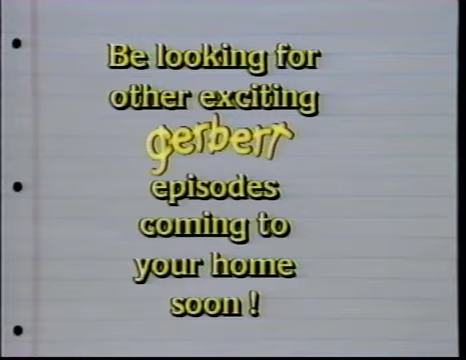 Be looking for
other exciting
gerbert
episodes
coming to
your home
soon !